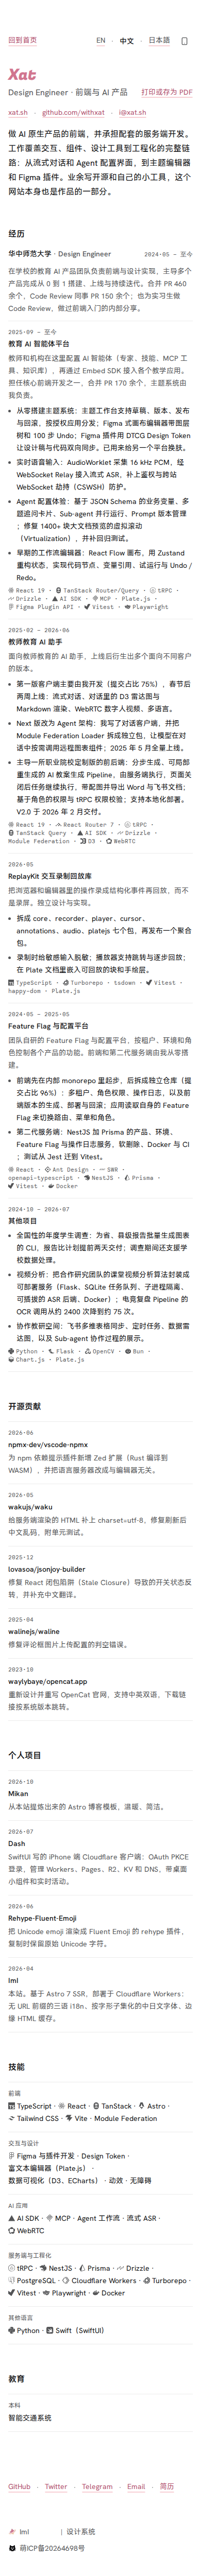 回到首页 EN · 中文 · 日本語
Xat
Design Engineer · 前端与 AI 产品 打印或存为 PDF
xat.sh · github.com/withxat · i@xat.sh
做 AI 原生产品的前端，并承担配套的服务端开发。
工作覆盖交互、组件、设计工具到工程化的完整链
路：从流式对话和 Agent 配置界面，到主题编辑器
和 Figma 插件。业余写开源和自己的小工具，这个
网站本身也是作品的一部分。
经历
华中师范大学 · Design Engineer 2024-05 – 至今
在学校的教育 AI 产品团队负责前端与设计实现，主导多个
产品完成从 0 到 1 搭建、上线与持续迭代。合并 PR 460
余个，Code Review 同事 PR 150 余个；也为实习生做
Code Review，做过前端入门的内部分享。
2025-09 – 至今
教育 AI 智能体平台
教师和机构在这里配置 AI 智能体（专家、技能、MCP 工
具、知识库），再通过 Embed SDK 接入各个教学应用。
担任核心前端开发之一，合并 PR 170 余个，主题系统由
我负责。
• 从零搭建主题系统：主题工作台支持草稿、版本、发布
与回滚，按授权应用分发；Figma 式画布编辑器带图层
树和 100 步 Undo；Figma 插件用 DTCG Design Token
让设计稿与代码双向同步。已用来给另一个平台换肤。
• 实时语音输入：AudioWorklet 采集 16 kHz PCM，经
WebSocket Relay 接入流式 ASR，补上鉴权与跨站
WebSocket 劫持（CSWSH）防护。
• Agent 配置体验：基于 JSON Schema 的业务变量、多
题追问卡片、Sub-agent 并行运行、Prompt 版本管理
；修复 1400+ 块大文档预览的虚拟滚动
（Virtualization），并补回归测试。
• 早期的工作流编辑器：React Flow 画布，用 Zustand
重构状态，实现代码节点、变量引用、试运行与 Undo /
Redo。
React 19 · TanStack Router/Query · tRPC ·
Drizzle · AI SDK · MCP · Plate.js ·
Figma Plugin API · Vitest · Playwright
2025-02 – 2026-06
教师教育 AI 助手
面向教师教育的 AI 助手，上线后衍生出多个面向不同客户
的版本。
• 第一版客户端主要由我开发（提交占比 75%），春节后
两周上线：流式对话、对话里的 D3 雷达图与
Markdown 渲染、WebRTC 数字人视频、多语言。
• Next 版改为 Agent 架构：我写了对话客户端，并把
Module Federation Loader 拆成独立包，让模型在对
话中按需调用远程图表组件；2025 年 5 月全量上线。
• 主导一所职业院校定制版的前后端：分步生成、可局部
重生成的 AI 教案生成 Pipeline，由服务端执行，页面关
闭后任务继续执行，带配图并导出 Word 与飞书文档；
基于角色的权限与 tRPC 权限校验；支持本地化部署。
V2.0 于 2026 年 2 月交付。
React 19 · React Router 7 · tRPC ·
TanStack Query · AI SDK · Drizzle ·
Module Federation · D3 · WebRTC
2026-05
ReplayKit 交互录制回放库
把浏览器和编辑器里的操作录成结构化事件再回放，而不
是录屏。独立设计与实现。
• 拆成 core、recorder、player、cursor、
annotations、audio、platejs 七个包，再发布一个聚合
包。
• 录制时给敏感输入脱敏；播放器支持跳转与逐步回放；
在 Plate 文档里嵌入可回放的块和手绘层。
TypeScript · Turborepo · tsdown · Vitest ·
happy-dom · Plate.js
2024-05 – 2025-05
Feature Flag 与配置平台
团队自研的 Feature Flag 与配置平台，按租户、环境和角
色控制各个产品的功能。前端和第二代服务端由我从零搭
建。
• 前端先在内部 monorepo 里起步，后拆成独立仓库（提
交占比 96%）：多租户、角色权限、操作日志，以及前
端版本的生成、部署与回滚；应用读取自身的 Feature
Flag 来切换路由、菜单和角色。
• 第二代服务端：NestJS 加 Prisma 的产品、环境、
Feature Flag 与操作日志服务，软删除、Docker 与 CI
；测试从 Jest 迁到 Vitest。
React · Ant Design · SWR ·
openapi-typescript · NestJS · Prisma ·
Vitest · Docker
2024-10 – 2026-07
其他项目
• 全国性的年度学生调查：为省、县级报告批量生成图表
的 CLI，报告比计划提前两天交付；调查期间还支援学
校数据处理。
• 视频分析：把合作研究团队的课堂视频分析算法封装成
可部署服务（Flask、SQLite 任务队列、子进程隔离、
可插拔的 ASR 后端、Docker）；电竞复盘 Pipeline 的
OCR 调用从约 2400 次降到约 75 次。
• 协作教研空间：飞书多维表格同步、定时任务、数据雷
达图，以及 Sub-agent 协作过程的展示。
Python · Flask · OpenCV · Bun ·
Chart.js · Plate.js
开源贡献
2026-06
npmx-dev/vscode-npmx
为 npm 依赖提示插件新增 Zed 扩展（Rust 编译到
WASM），并把语言服务器改成与编辑器无关。
2026-05
wakujs/waku
给服务端渲染的 HTML 补上 charset=utf-8，修复刷新后
中文乱码，附单元测试。
2025-12
lovasoa/jsonjoy-builder
修复 React 闭包陷阱（Stale Closure）导致的开关状态反
转，并补充中文翻译。
2025-04
walinejs/waline
修复评论框图片上传配置的判空错误。
2023-10
waylybaye/opencat.app
重新设计并重写 OpenCat 官网，支持中英双语，下载链
接按系统版本跳转。
个人项目
2026-10
Mikan
从本站提炼出来的 Astro 博客模板，温暖、简洁。
2026-07
Dash
SwiftUI 写的 iPhone 端 Cloudflare 客户端：OAuth PKCE
登录，管理 Workers、Pages、R2、KV 和 DNS，带桌面
小组件和实时活动。
2026-06
Rehype-Fluent-Emoji
把 Unicode emoji 渲染成 Fluent Emoji 的 rehype 插件，
复制时保留原始 Unicode 字符。
2026-04
Iml
本站。基于 Astro 7 SSR，部署于 Cloudflare Workers：
无 URL 前缀的三语 i18n、按字形子集化的中日文字体、边
缘 HTML 缓存。
技能
前端
TypeScript · React · TanStack · Astro ·
Tailwind CSS · Vite · Module Federation
交互与设计
Figma 与插件开发 · Design Token ·
富文本编辑器（Plate.js） ·
数据可视化（D3、ECharts） · 动效 · 无障碍
AI 应用
AI SDK · MCP · Agent 工作流 · 流式 ASR ·
WebRTC
服务端与工程化
tRPC · NestJS · Prisma · Drizzle ·
PostgreSQL · Cloudflare Workers · Turborepo ·
Vitest · Playwright · Docker
其他语言
Python · Swift（SwiftUI）
教育
本科
智能交通系统
GitHub · Twitter · Telegram · Email · 简历
Iml | 设计系统
萌ICP备20264698号